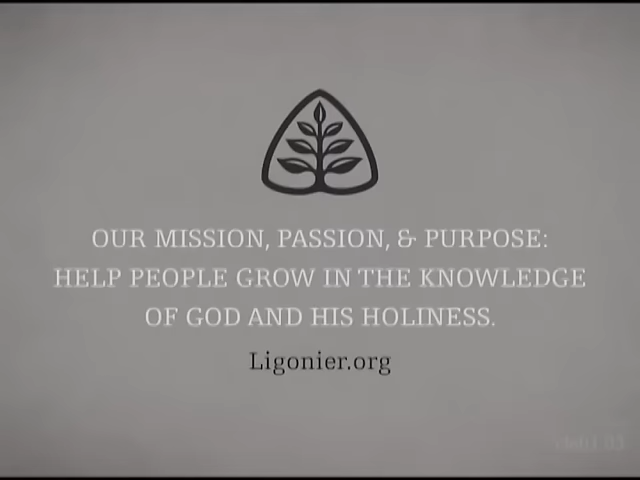 OUR MISSION, PASSION, & PURPOSE:
HELP PEOPLE GROW IN THE KNOWLEDGE
OF GOD AND HIS HOLINESS.
Ligonier.org